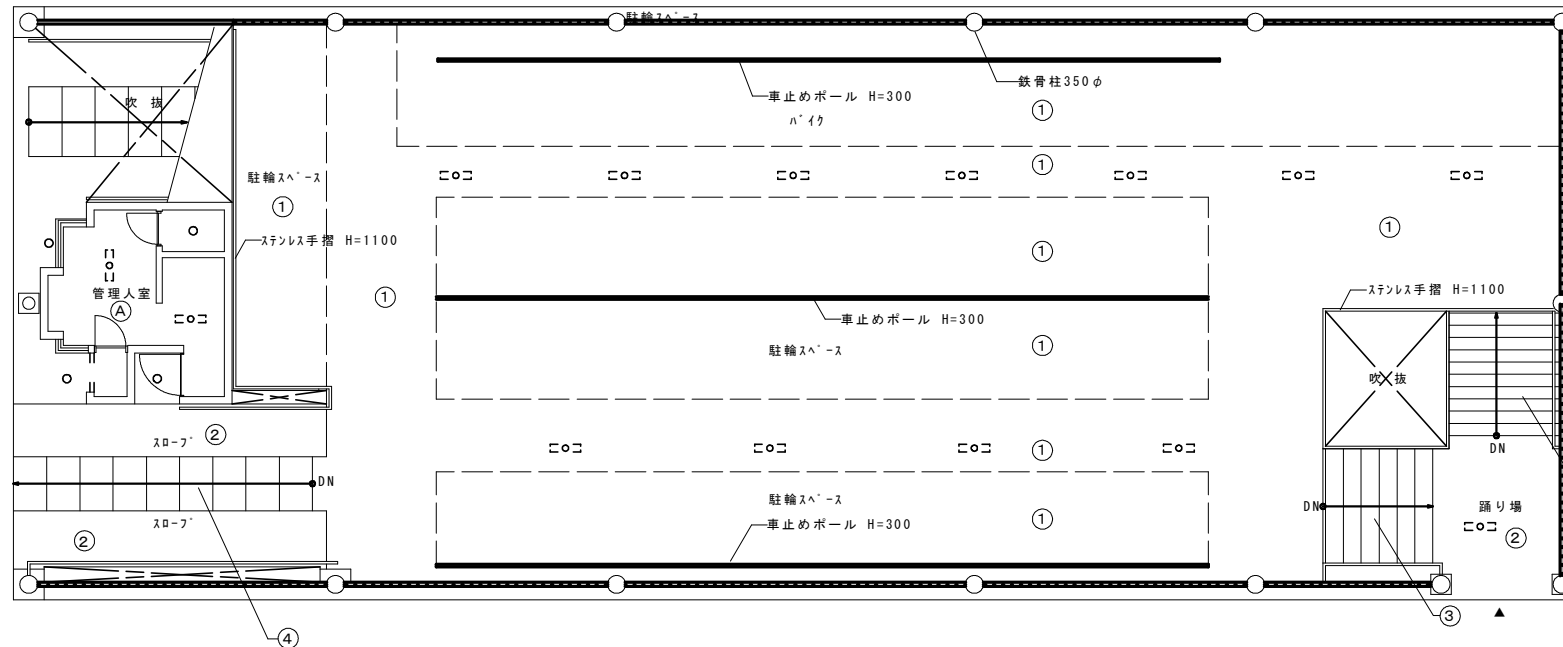 駐輪ｽﾍﾟｰｽ
鉄骨柱350φ
車止めポール H=300
ﾊﾞｲｸ
①
①
吹 抜
駐輪ｽﾍﾟｰｽ
①
ステンレス手摺 H=1100
①
①
①
管理人室
Ⓐ
ステンレス手摺 H=1100
車止めポール H=300
駐輪ｽﾍﾟｰｽ
①
吹 抜
ｽﾛｰﾌﾟ
②
①
DN
DN
駐輪ｽﾍﾟｰｽ
車止めポール H=300
①
DN
踊り場
②
ｽﾛｰﾌﾟ
②
③
▲
④